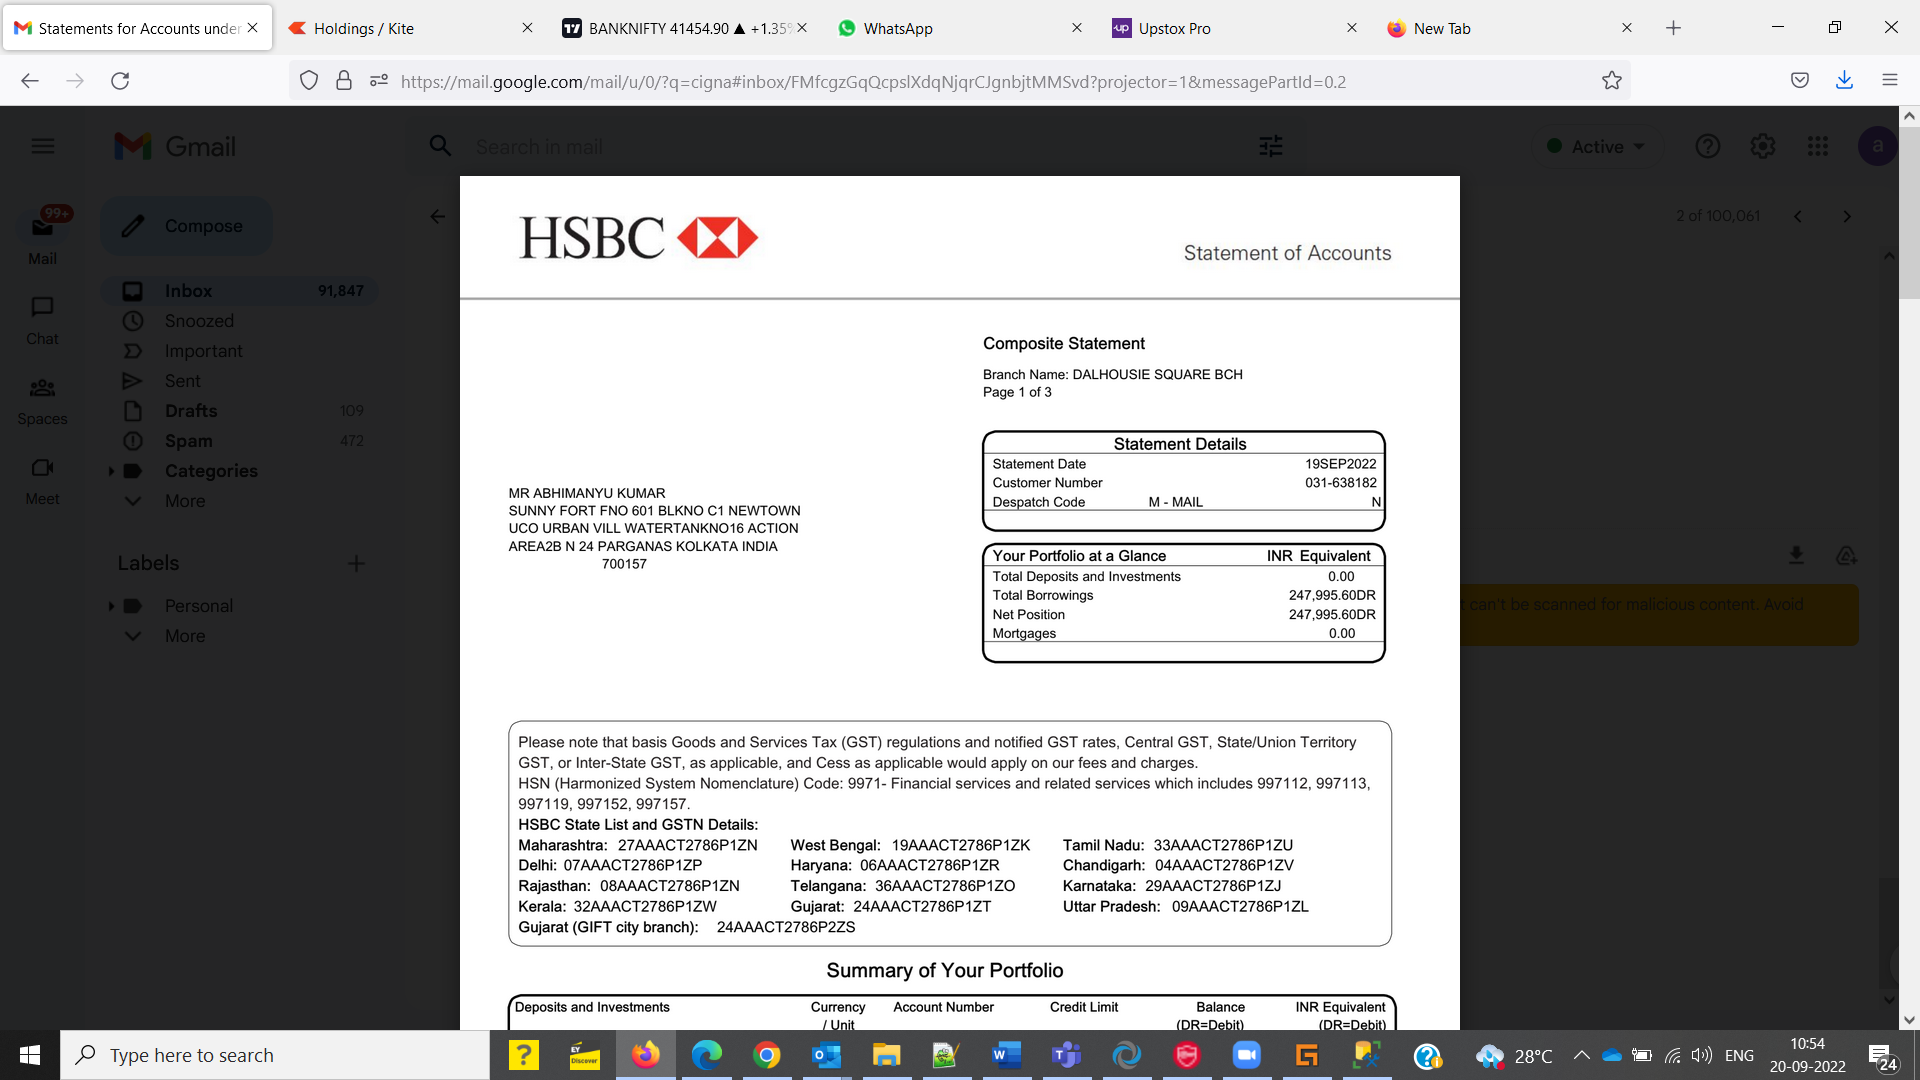 Statements for Accounts under
Holdings / Kite
BANKNIFTY 41454.90 ▲ +1.35%
WhatsApp
Upstox Pro
New Tab
https://mail.google.com/mail/u/0/?q=cigna#inbox/FMfcgzGqQcpslXdqNjqrCJgnbjtMMSvd?projector=1&messagePartId=0.2
Gmail
Search in mail
Active
a
99+
Mail
Compose
2 of 100,061
Inbox 91,847
Snoozed
Chat
Important
Sent
Spaces
Drafts 109
Spam 472
Categories
Meet
More
Labels
Personal
More
t can't be scanned for malicious content. Avoid
HSBC
Statement of Accounts
Composite Statement
Branch Name: DALHOUSIE SQUARE BCH
Page 1 of 3
Statement Details
Statement Date 19SEP2022
Customer Number 031-638182
Despatch Code M - MAIL N
MR ABHIMANYU KUMAR
SUNNY FORT FNO 601 BLKNO C1 NEWTOWN
UCO URBAN VILL WATERTANKNO16 ACTION
AREA2B N 24 PARGANAS KOLKATA INDIA
700157
Your Portfolio at a Glance INR Equivalent
Total Deposits and Investments 0.00
Total Borrowings 247,995.60DR
Net Position 247,995.60DR
Mortgages 0.00
Please note that basis Goods and Services Tax (GST) regulations and notified GST rates, Central GST, State/Union Territory
GST, or Inter-State GST, as applicable, and Cess as applicable would apply on our fees and charges.
HSN (Harmonized System Nomenclature) Code: 9971- Financial services and related services which includes 997112, 997113,
997119, 997152, 997157.
HSBC State List and GSTN Details:
Maharashtra: 27AAACT2786P1ZN West Bengal: 19AAACT2786P1ZK Tamil Nadu: 33AAACT2786P1ZU
Delhi: 07AAACT2786P1ZP Haryana: 06AAACT2786P1ZR Chandigarh: 04AAACT2786P1ZV
Rajasthan: 08AAACT2786P1ZN Telangana: 36AAACT2786P1ZO Karnataka: 29AAACT2786P1ZJ
Kerala: 32AAACT2786P1ZW Gujarat: 24AAACT2786P1ZT Uttar Pradesh: 09AAACT2786P1ZL
Gujarat (GIFT city branch): 24AAACT2786P2ZS
Summary of Your Portfolio
Deposits and Investments Currency Account Number Credit Limit Balance INR Equivalent
/ Unit (DR=Debit) (DR=Debit)
Type here to search
EY
Discover
28°C
ENG
10:54
20-09-2022
24